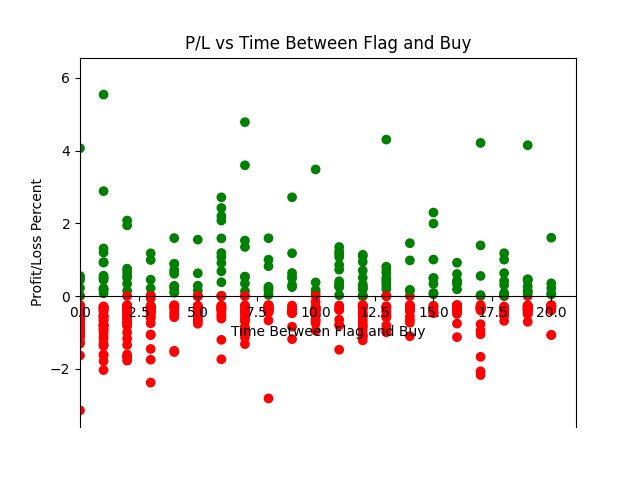 P/L vs Time Between Flag and Buy
Profit/Loss Percent
6
4
2
0
−2
0.0 2.5 5.0 7.5 10.0 12.5 15.0 17.5 20.0
Time Between Flag and Buy